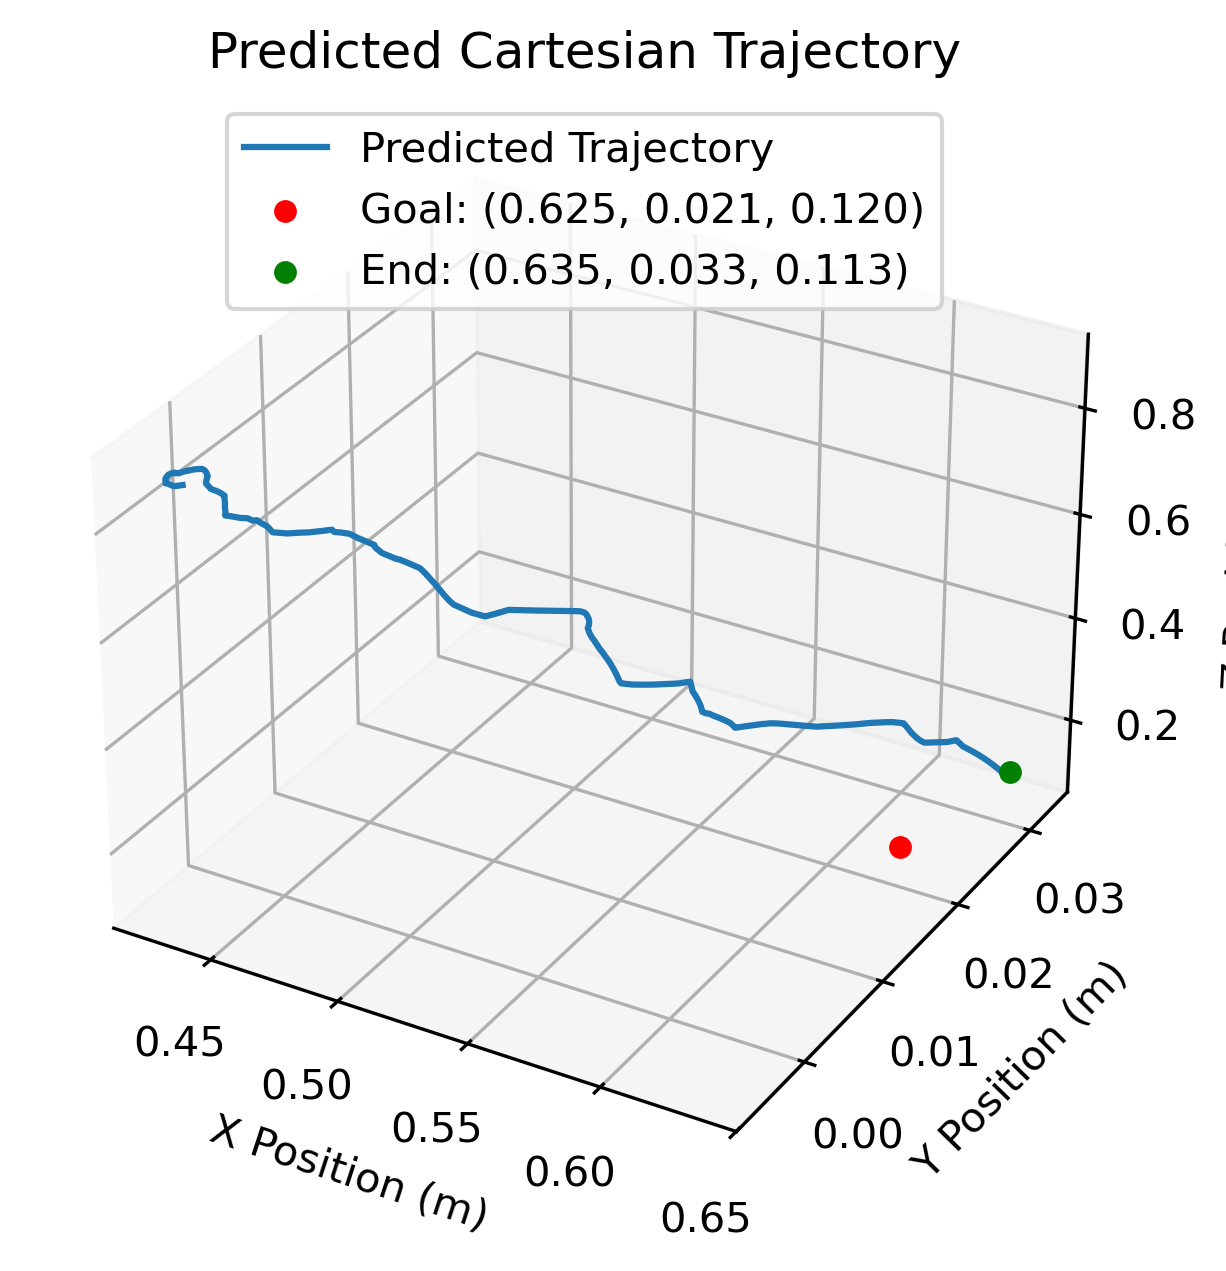 Predicted Cartesian Trajectory
Predicted Trajectory
Goal: (0.625, 0.021, 0.120)
End: (0.635, 0.033, 0.113)
0.8
0.6
0.4
0.2
0.03
0.02
0.01
0.00
Y Position (m)
0.45
0.50
0.55
0.60
0.65
X Position (m)